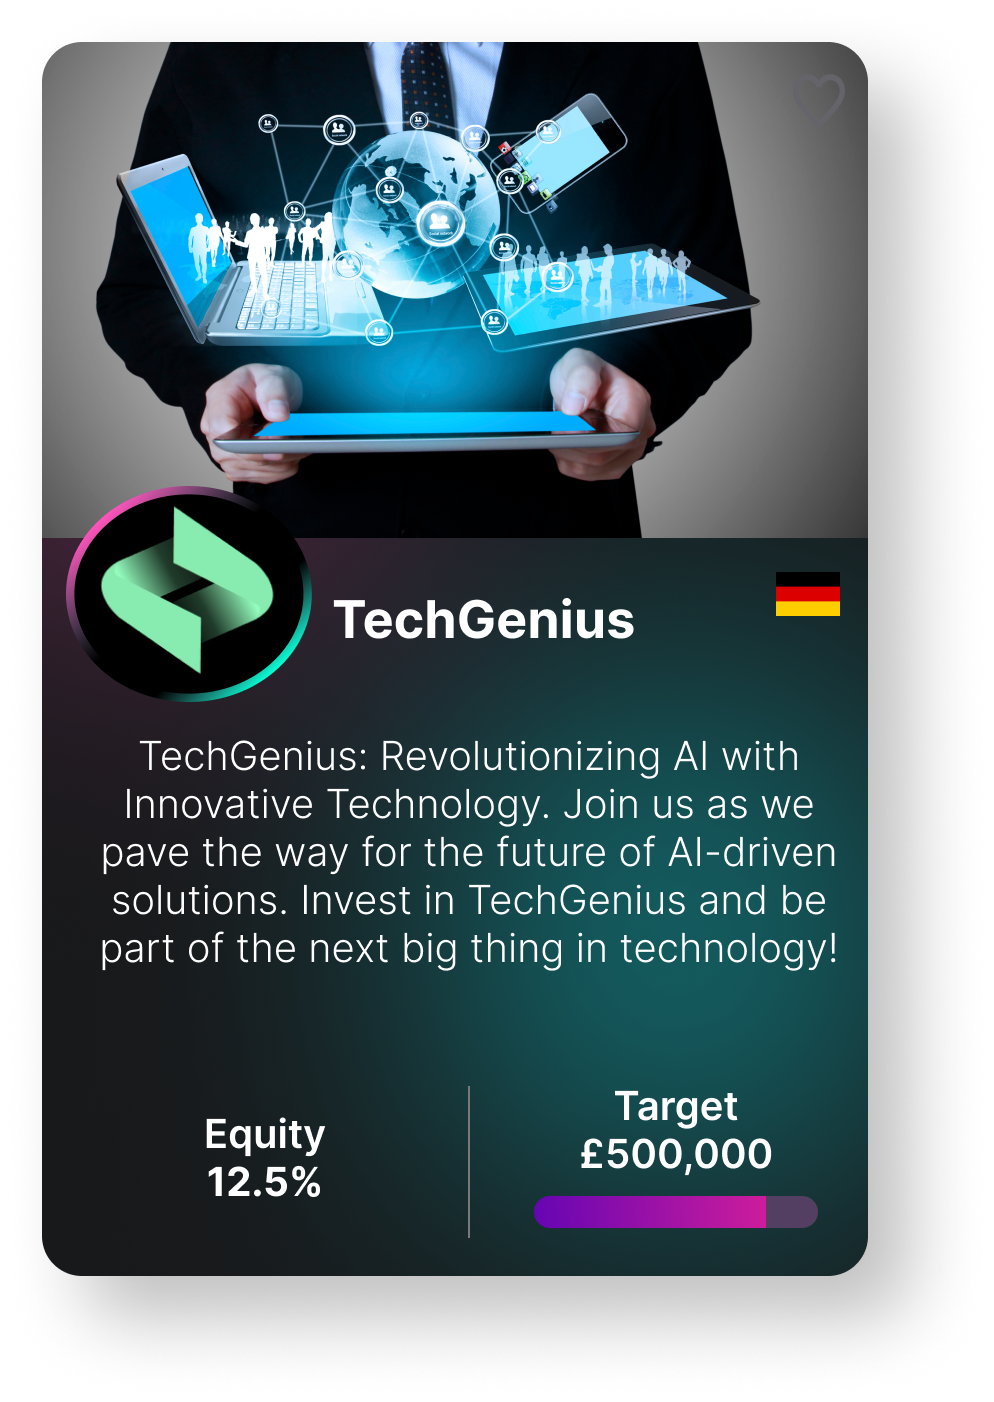 TechGenius
TechGenius: Revolutionizing AI with
Innovative Technology. Join us as we
pave the way for the future of AI-driven
solutions. Invest in TechGenius and be
part of the next big thing in technology!
Equity
12.5%
Target
£500,000